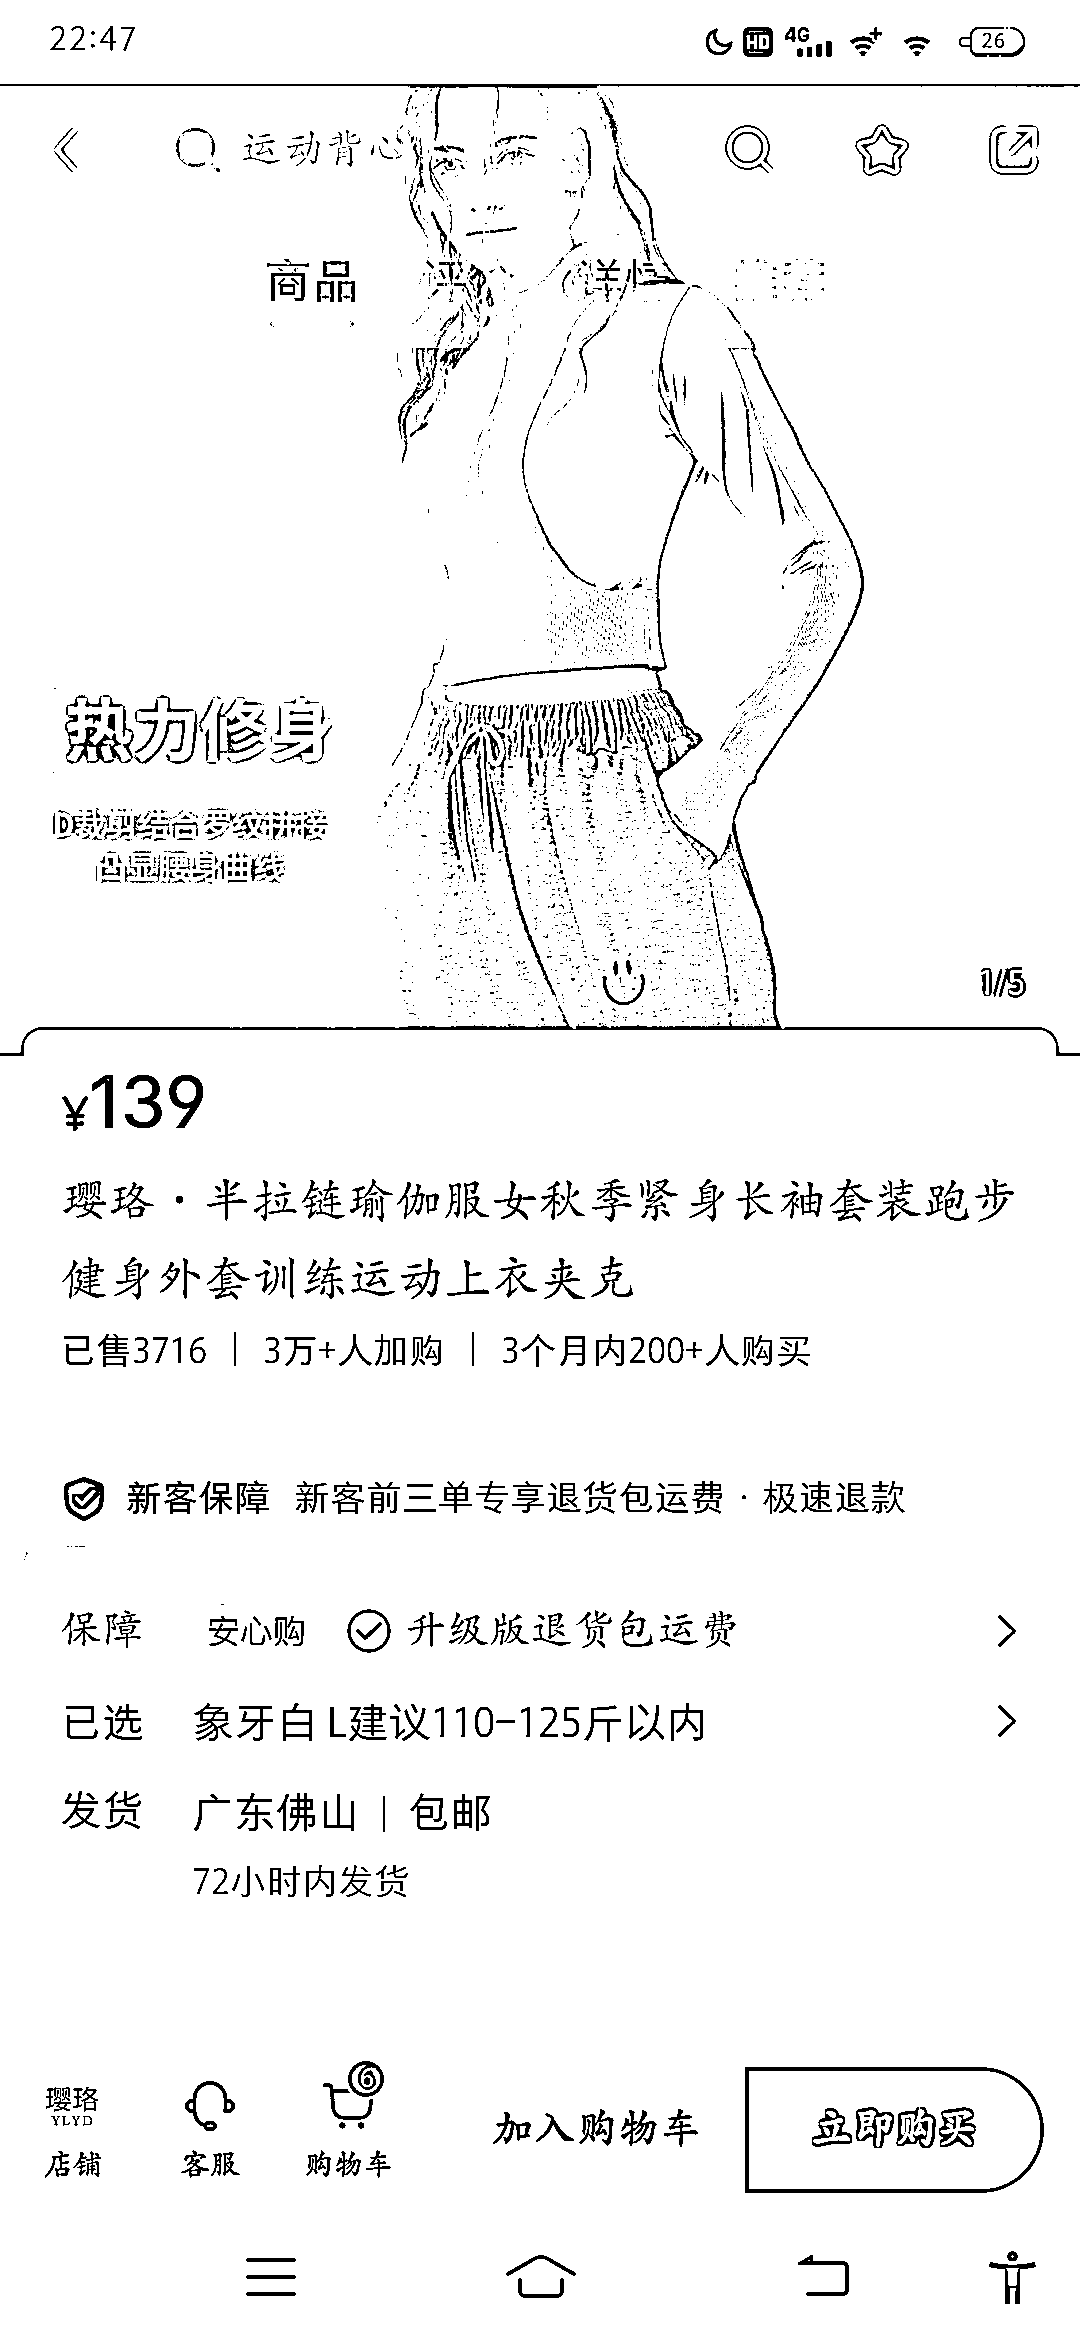 22:47
HD 4G 26
运动背心
商品 详情
热力修身
D裁剪结合罗纹拼接
凸显腰身曲线
1/5
¥139
璎珞·半拉链瑜伽服女秋季紧身长袖套装跑步
健身外套训练运动上衣夹克
已售3716 | 3万+人加购 | 3个月内200+人购买
新客保障 新客前三单专享退货包运费 · 极速退款
保障 安心购 升级版退货包运费
已选 象牙白 L建议110-125斤以内
发货 广东佛山 | 包邮
72小时内发货
璎珞
YLYD
6
加入购物车 立即购买
店铺 客服 购物车